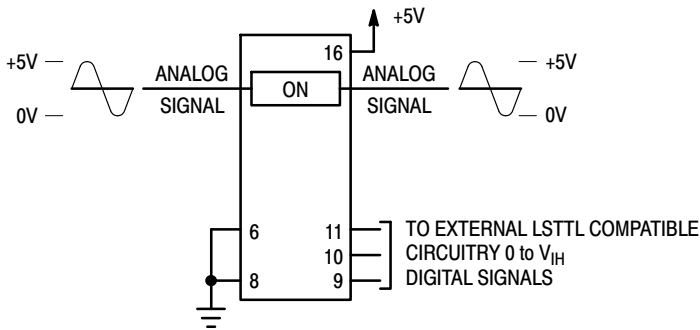 +5V
16
+5V
ANALOG
SIGNAL
ON
ANALOG
SIGNAL
+5V
0V
0V
6
11
TO EXTERNAL LSTTL COMPATIBLE
10
CIRCUITRY 0 to VIH
8
9
DIGITAL SIGNALS